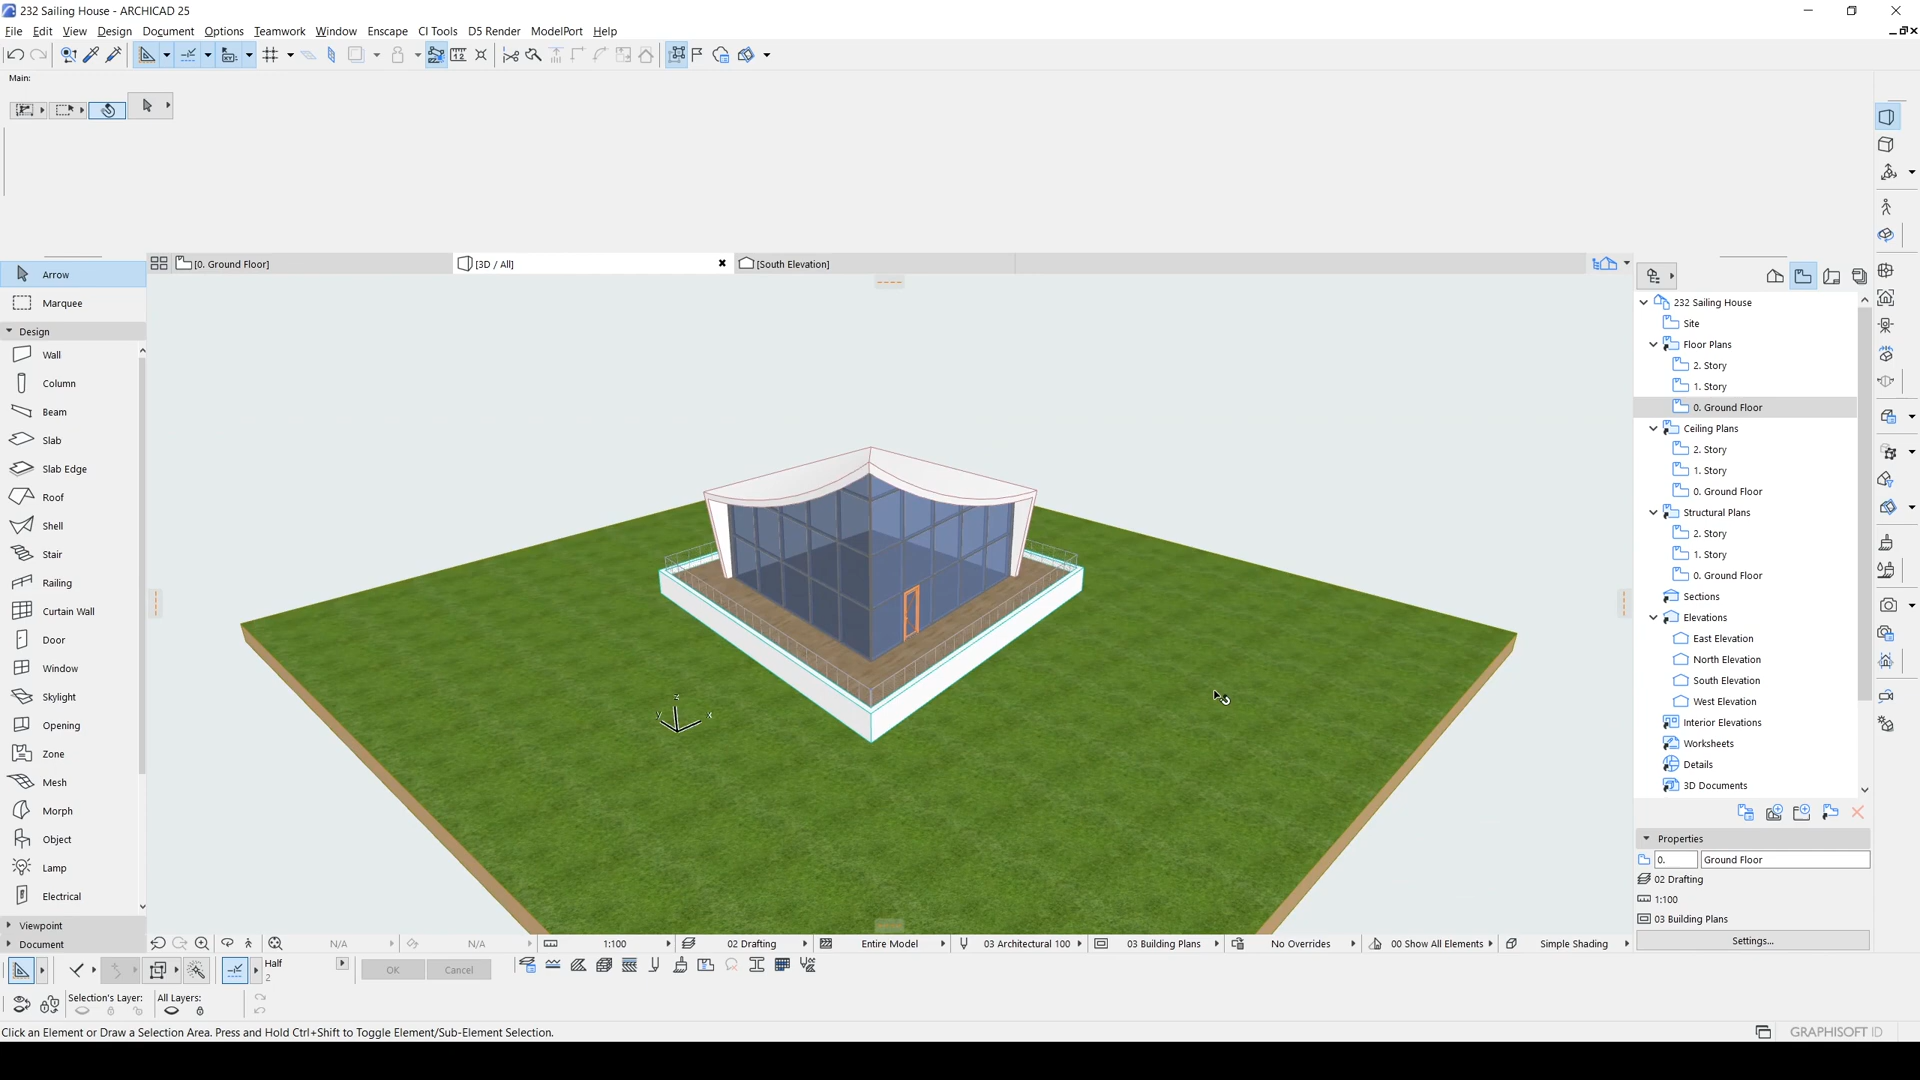 232 Sailing House - ARCHICAD 25
File Edit View Design Document Options Teamwork Window Enscape CI Tools D5 Render ModelPort Help
Main:
[0. Ground Floor]
[3D / All]
[South Elevation]
Arrow
Marquee
Design
Wall
Column
Beam
Slab
Slab Edge
Roof
Shell
Stair
Railing
Curtain Wall
Door
Window
Skylight
Opening
Zone
Mesh
Morph
Object
Lamp
Electrical
Viewpoint
Document
z
y
x
232 Sailing House
Site
Floor Plans
2. Story
1. Story
0. Ground Floor
Ceiling Plans
2. Story
1. Story
0. Ground Floor
Structural Plans
2. Story
1. Story
0. Ground Floor
Sections
Elevations
East Elevation
North Elevation
South Elevation
West Elevation
Interior Elevations
Worksheets
Details
3D Documents
Properties
0. Ground Floor
02 Drafting
1:100
03 Building Plans
Settings...
N/A N/A 1:100 02 Drafting Entire Model 03 Architectural 100 03 Building Plans No Overrides 00 Show All Elements Simple Shading
Half
2
OK Cancel
Selection's Layer: All Layers:
Click an Element or Draw a Selection Area. Press and Hold Ctrl+Shift to Toggle Element/Sub-Element Selection.
GRAPHISOFT ID